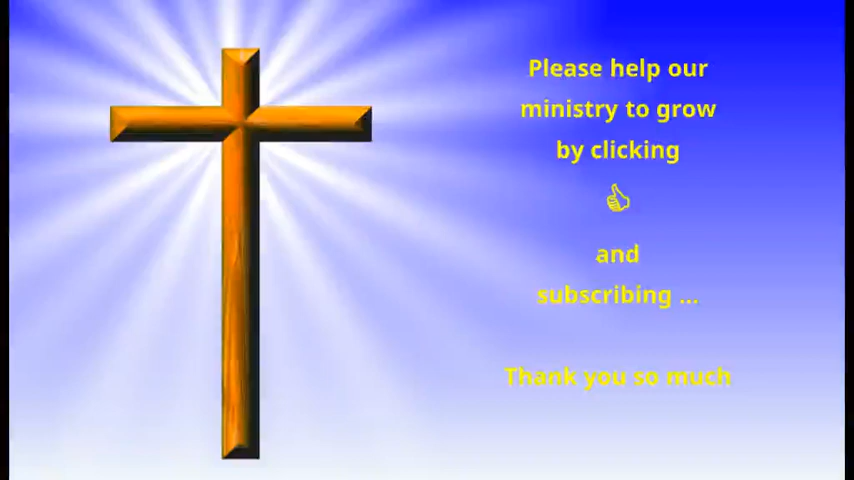 Please help our
ministry to grow
by clicking
👍
and
subscribing ...
Thank you so much